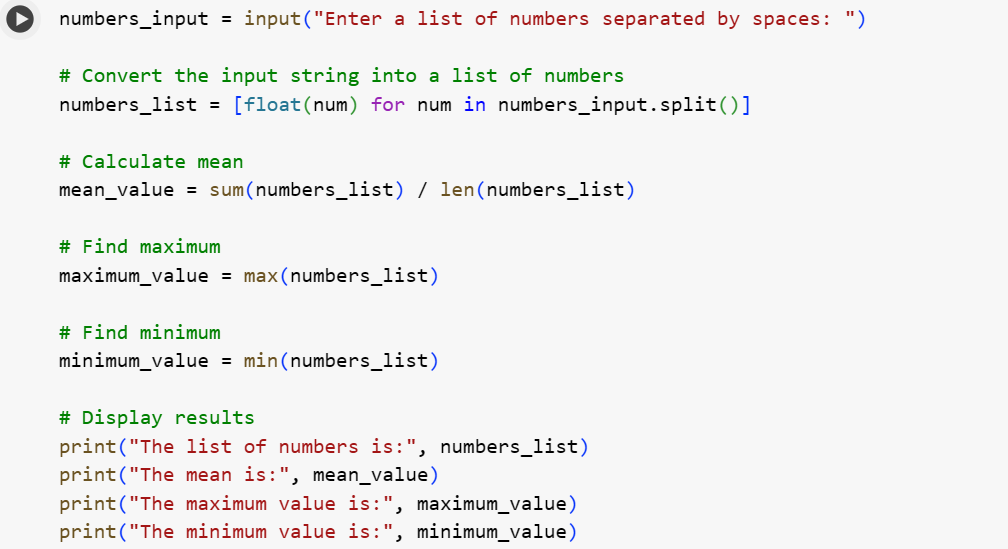 numbers_input = input("Enter a list of numbers separated by spaces: ")
# Convert the input string into a list of numbers
numbers_list = [float(num) for num in numbers_input.split()]
# Calculate mean
mean_value = sum(numbers_list) / len(numbers_list)
# Find maximum
maximum_value = max(numbers_list)
# Find minimum
minimum_value = min(numbers_list)
# Display results
print("The list of numbers is:", numbers_list)
print("The mean is:", mean_value)
print("The maximum value is:", maximum_value)
print("The minimum value is:", minimum_value)